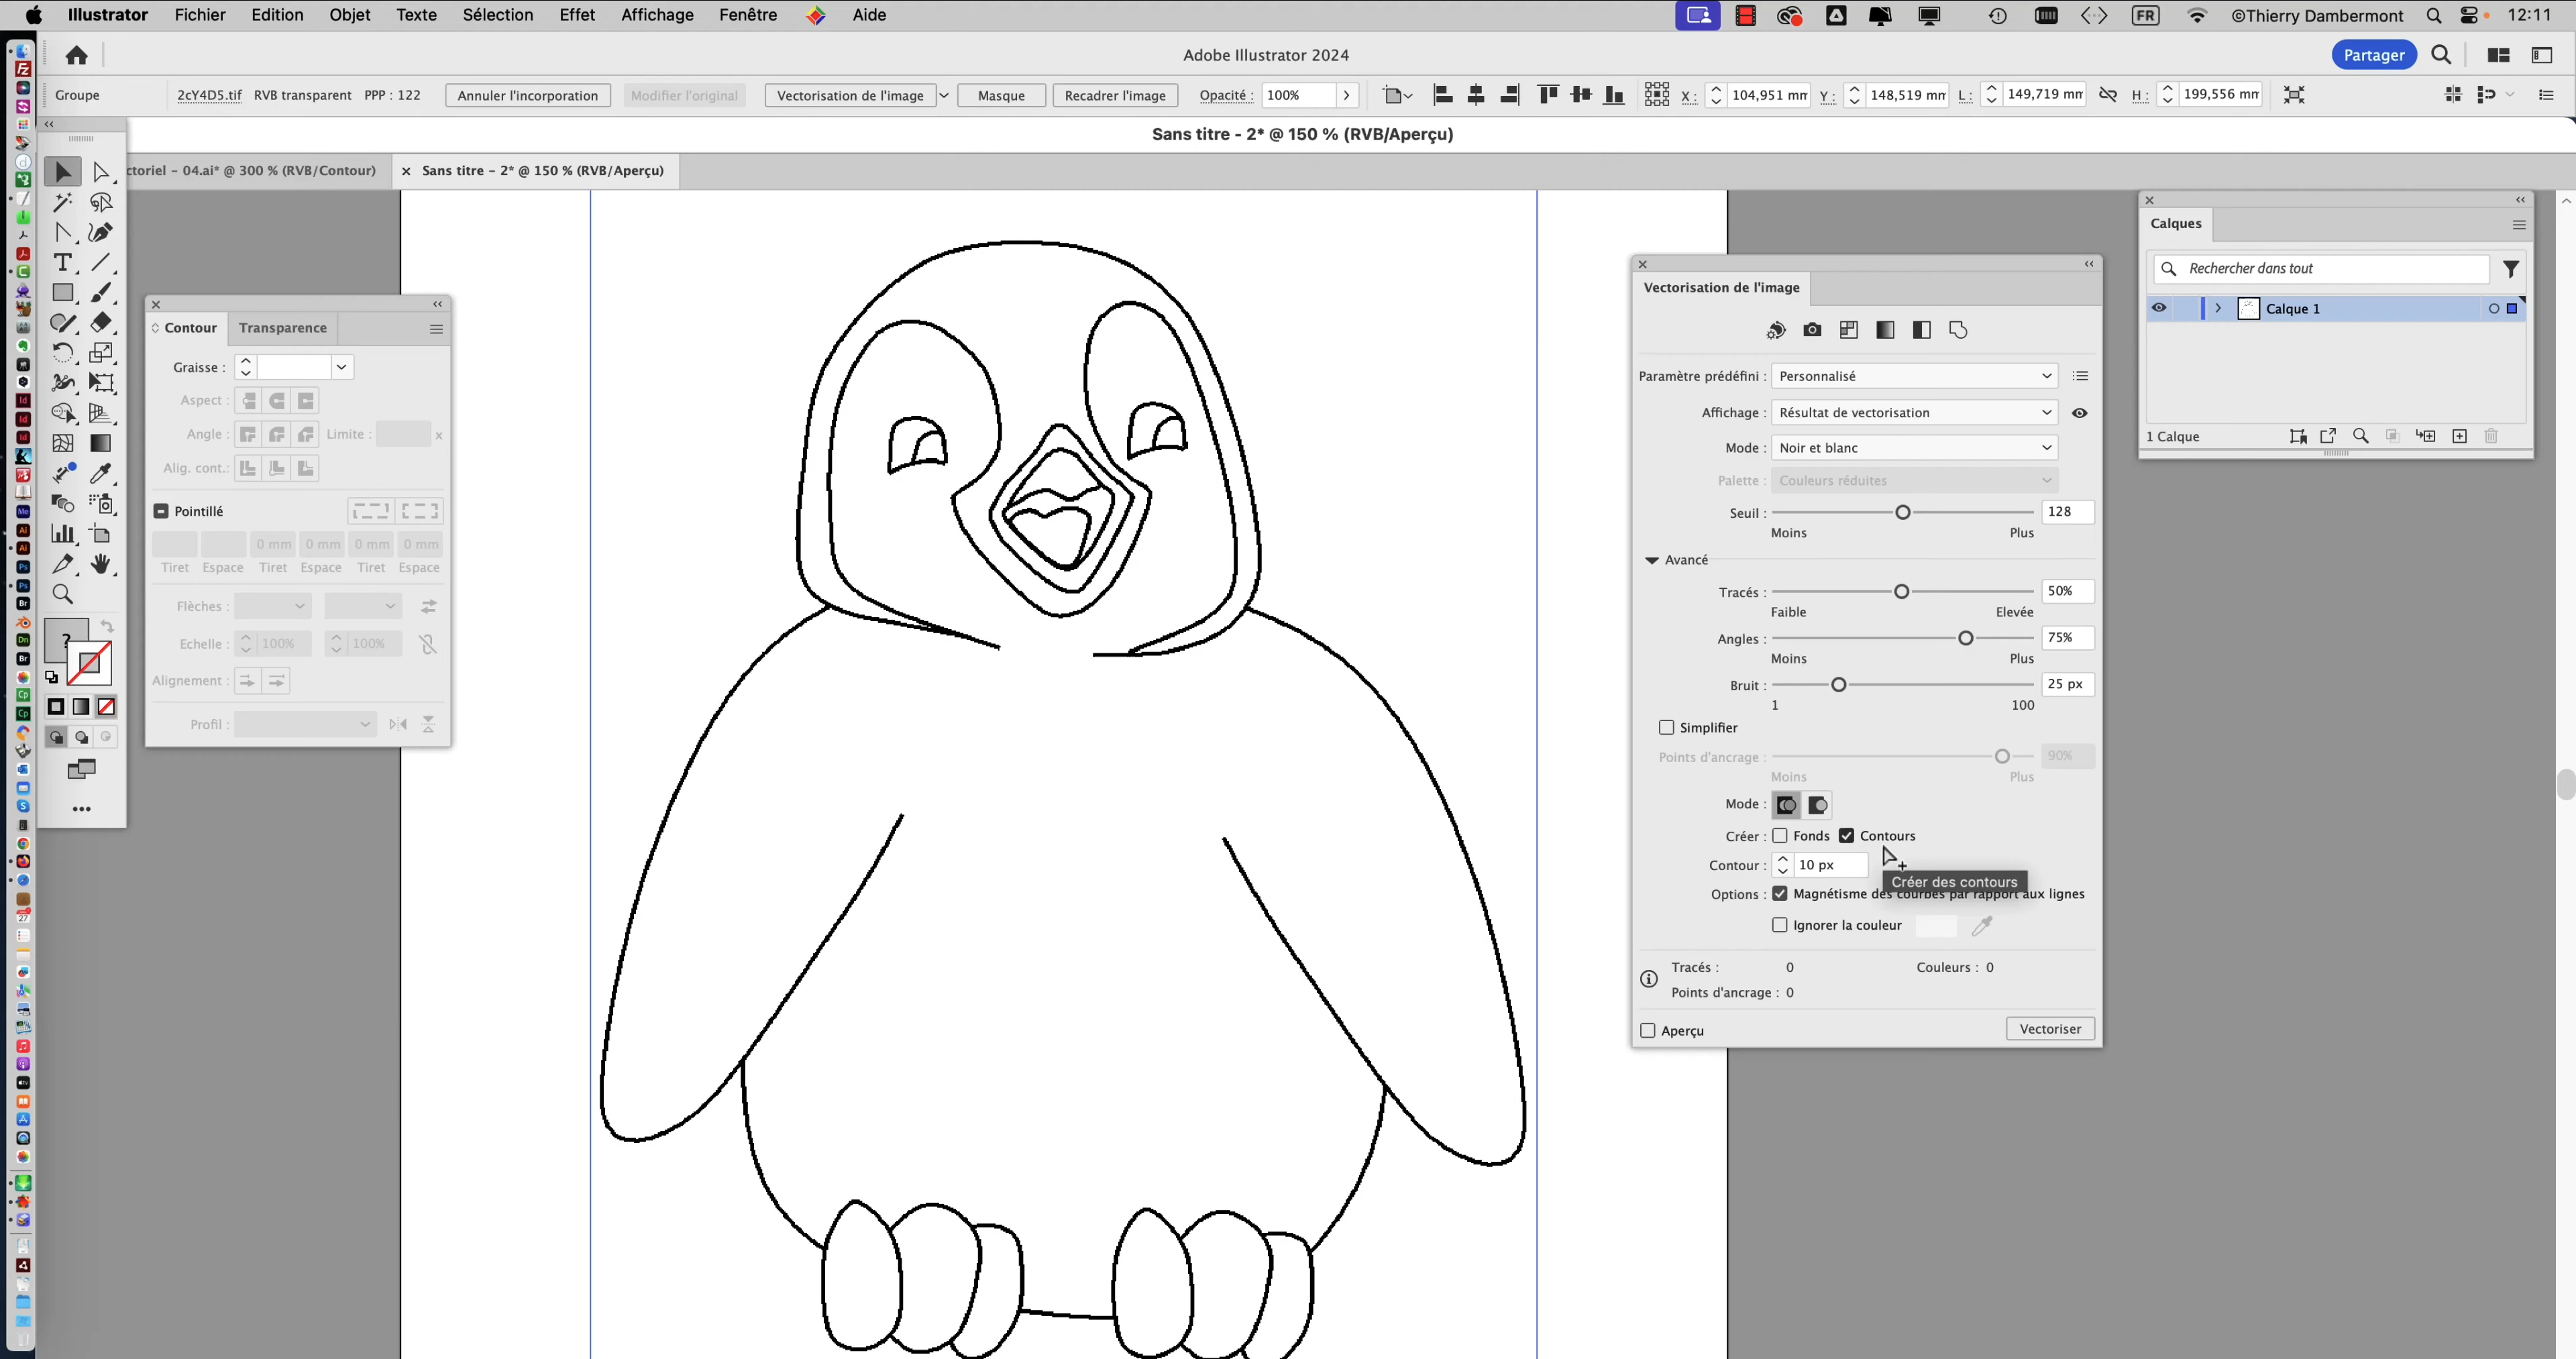 Illustrator Fichier Edition Objet Texte Sélection Effet Affichage Fenêtre Aide FR ©Thierry Dambermont 12:11
Adobe Illustrator 2024 Partager
Groupe 2cY4D5.tif RVB transparent PPP : 122 Annuler l'incorporation Modifier l'original Vectorisation de l'image Masque Recadrer l'image Opacité : 100% X : 104,951 mm Y : 148,519 mm L : 149,719 mm H : 199,556 mm
Sans titre - 2* @ 150 % (RVB/Aperçu)
ctoriel - 04.ai* @ 300 % (RVB/Contour) × Sans titre - 2* @ 150 % (RVB/Aperçu)
Contour Transparence
Graisse :
Aspect :
Angle : Limite : x
Alig. cont.:
Pointillé
0 mm 0 mm 0 mm 0 mm
Tiret Espace Tiret Espace Tiret Espace
Flèches :
Echelle : 100% 100%
Alignement :
Profil :
?
Vectorisation de l'image
Paramètre prédéfini : Personnalisé
Affichage : Résultat de vectorisation
Mode : Noir et blanc
Palette : Couleurs réduites
Seuil : 128
Moins Plus
Avancé
Tracés : 50%
Faible Elevée
Angles : 75%
Moins Plus
Bruit : 25 px
1 100
Simplifier
Points d'ancrage : 90%
Moins Plus
Mode :
Créer : Fonds Contours
Contour : 10 px
Créer des contours
Options : Magnétisme des courbes par rapport aux lignes
Ignorer la couleur
Tracés : 0 Couleurs : 0
Points d'ancrage : 0
Aperçu Vectoriser
Calques
Rechercher dans tout
Calque 1
1 Calque